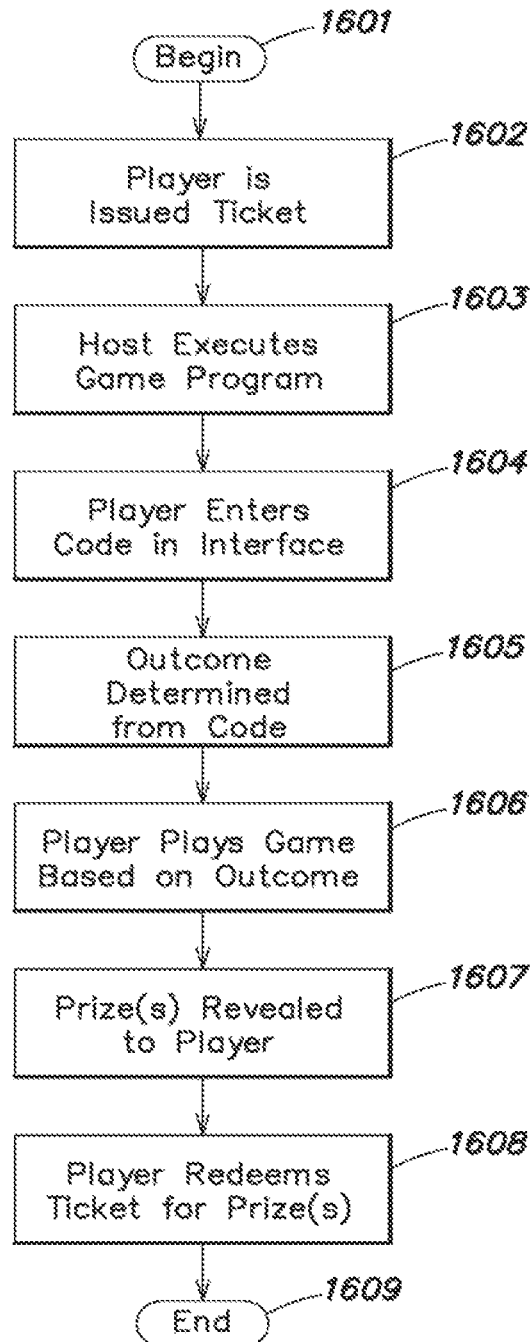 1601
Begin
1602
Player is
Issued Ticket
1603
Host Executes
Game Program
1604
Player Enters
Code in Interface
1605
Outcome
Determined
from Code
1606
Player Plays Game
Based on Outcome
1607
Prize(s) Revealed
to Player
1608
Player Redeems
Ticket for Prize(s)
1609
End